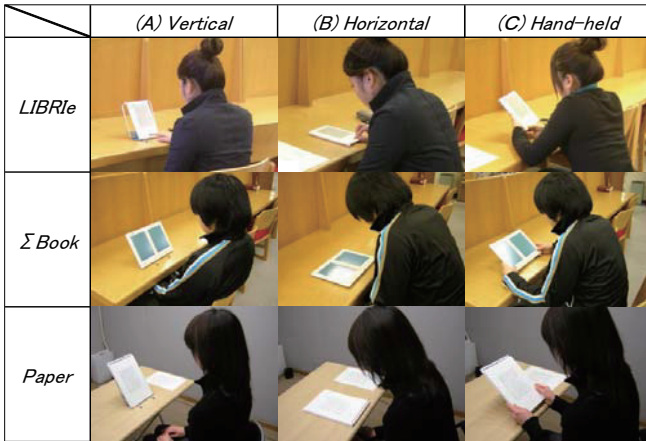 (A) Vertical
(B) Horizontal
(C) Hand-held
LIBRIe
Σ Book
Paper